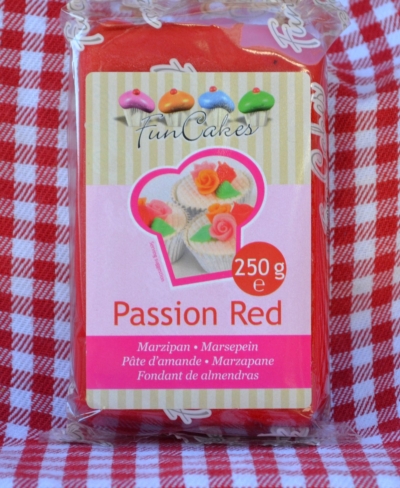 FunCakes
250 g
e
Passion Red
Marzipan • Marsepein
Pâte d'amande • Marzapane
Fondant de almendras